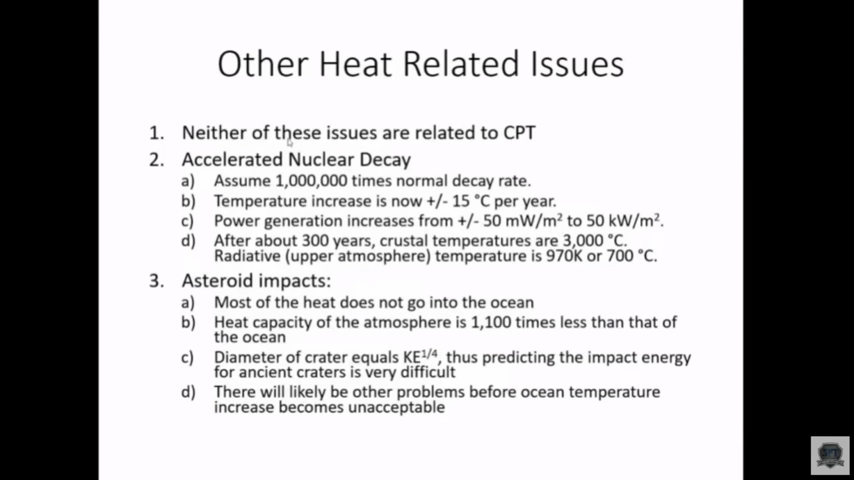 Other Heat Related Issues
1. Neither of these issues are related to CPT
2. Accelerated Nuclear Decay
a) Assume 1,000,000 times normal decay rate.
b) Temperature increase is now +/- 15 °C per year.
c) Power generation increases from +/- 50 mW/m² to 50 kW/m².
d) After about 300 years, crustal temperatures are 3,000 °C.
Radiative (upper atmosphere) temperature is 970K or 700 °C.
3. Asteroid impacts:
a) Most of the heat does not go into the ocean
b) Heat capacity of the atmosphere is 1,100 times less than that of
the ocean
c) Diameter of crater equals KE^1/4, thus predicting the impact energy
for ancient craters is very difficult
d) There will likely be other problems before ocean temperature
increase becomes unacceptable